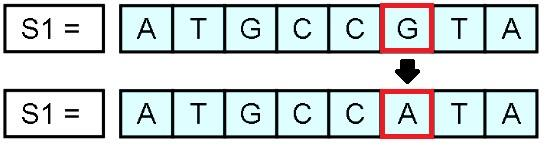 S1 = A T G C C G T A
S1 = A T G C C A T A